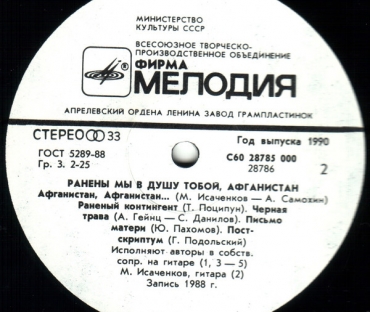 МИНИСТЕРСТВО
КУЛЬТУРЫ СССР
ВСЕСОЮЗНОЕ ТВОРЧЕСКО-
ПРОИЗВОДСТВЕННОЕ ОБЪЕДИНЕНИЕ
ФИРМА
МЕЛОДИЯ
АПРЕЛЕВСКИЙ ОРДЕНА ЛЕНИНА ЗАВОД ГРАМПЛАСТИНОК
СТЕРЕО 33
Год выпуска 1990
ГОСТ 5289-88
С60 28785 000
Гр. 3. 2-25
28786
2
РАНЕНЫ МЫ В ДУШУ ТОБОЙ, АФГАНИСТАН
Афганистан, Афганистан... (М. Исаченков — А. Самохин)
Раненый контингент (Т. Поципун). Черная
трава (А. Гейнц — С. Данилов). Письмо
матери (Ю. Пахомов). Пост-
скриптум (Г. Подольский)
Исполняют авторы в собств.
сопр. на гитаре (1, 3—5)
М. Исаченков, гитара (2)
Запись 1988 г.